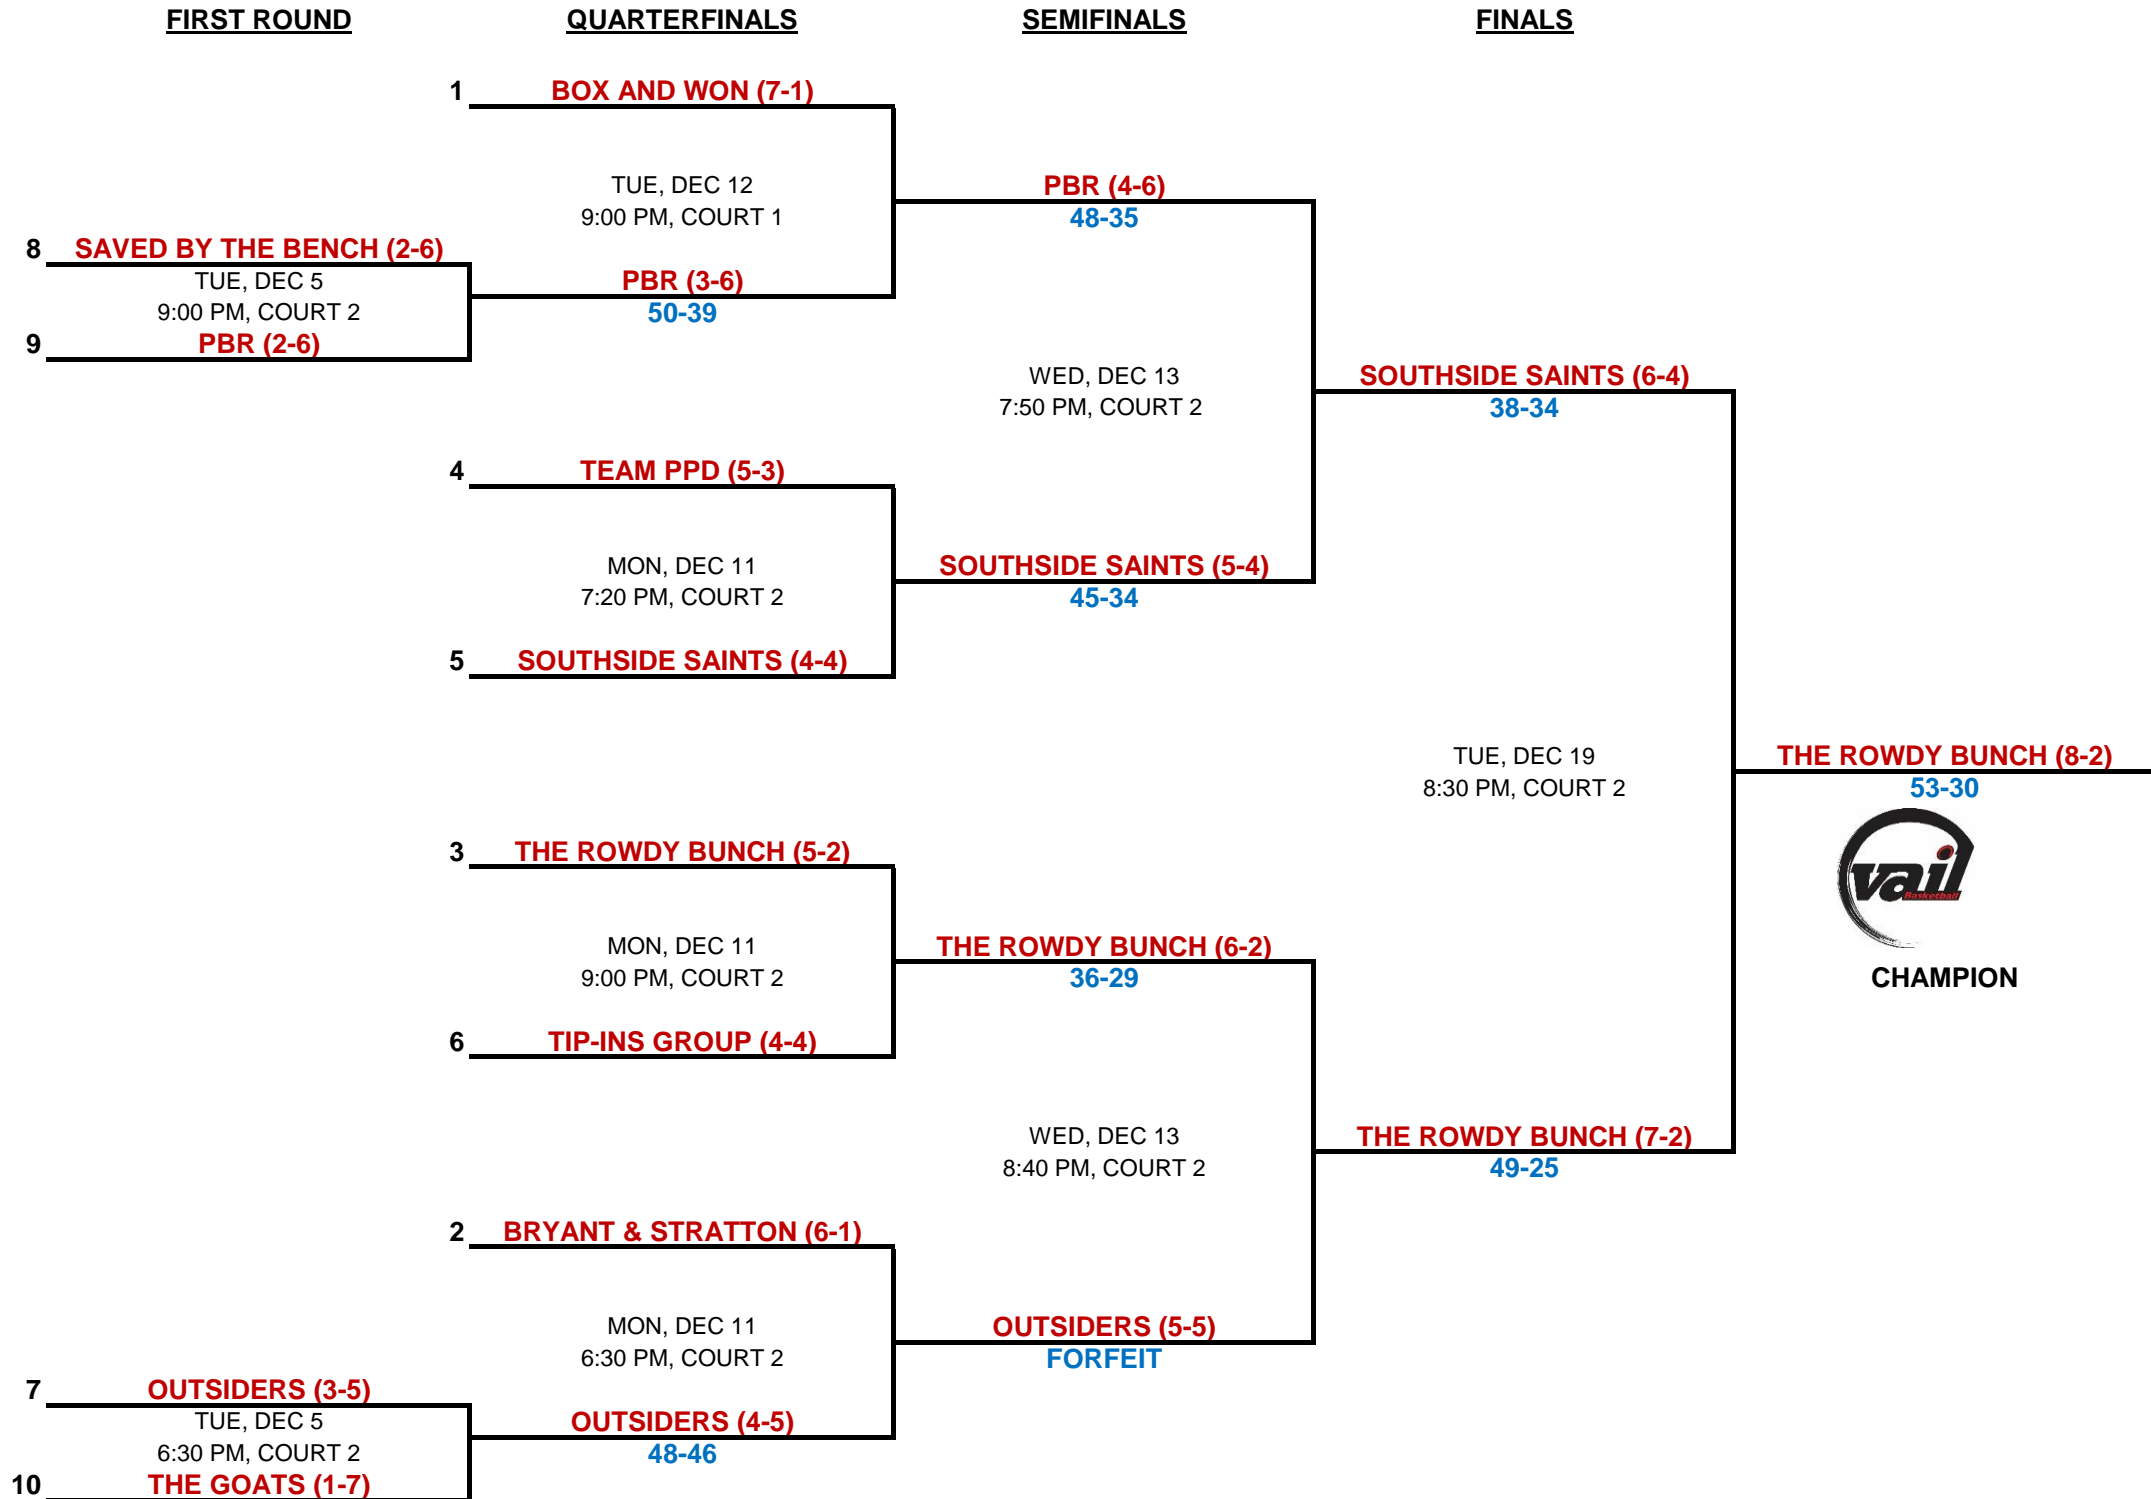 FIRST ROUND
QUARTERFINALS
SEMIFINALS
FINALS
1 BOX AND WON (7-1)
TUE, DEC 12
9:00 PM, COURT 1
PBR (4-6)
48-35
8 SAVED BY THE BENCH (2-6)
TUE, DEC 5
9:00 PM, COURT 2
9 PBR (2-6)
PBR (3-6)
50-39
WED, DEC 13
7:50 PM, COURT 2
SOUTHSIDE SAINTS (6-4)
38-34
4 TEAM PPD (5-3)
MON, DEC 11
7:20 PM, COURT 2
SOUTHSIDE SAINTS (5-4)
45-34
5 SOUTHSIDE SAINTS (4-4)
TUE, DEC 19
8:30 PM, COURT 2
THE ROWDY BUNCH (8-2)
53-30
vail
Basketball
CHAMPION
3 THE ROWDY BUNCH (5-2)
MON, DEC 11
9:00 PM, COURT 2
THE ROWDY BUNCH (6-2)
36-29
6 TIP-INS GROUP (4-4)
WED, DEC 13
8:40 PM, COURT 2
THE ROWDY BUNCH (7-2)
49-25
2 BRYANT & STRATTON (6-1)
MON, DEC 11
6:30 PM, COURT 2
OUTSIDERS (5-5)
FORFEIT
7 OUTSIDERS (3-5)
TUE, DEC 5
6:30 PM, COURT 2
10 THE GOATS (1-7)
OUTSIDERS (4-5)
48-46